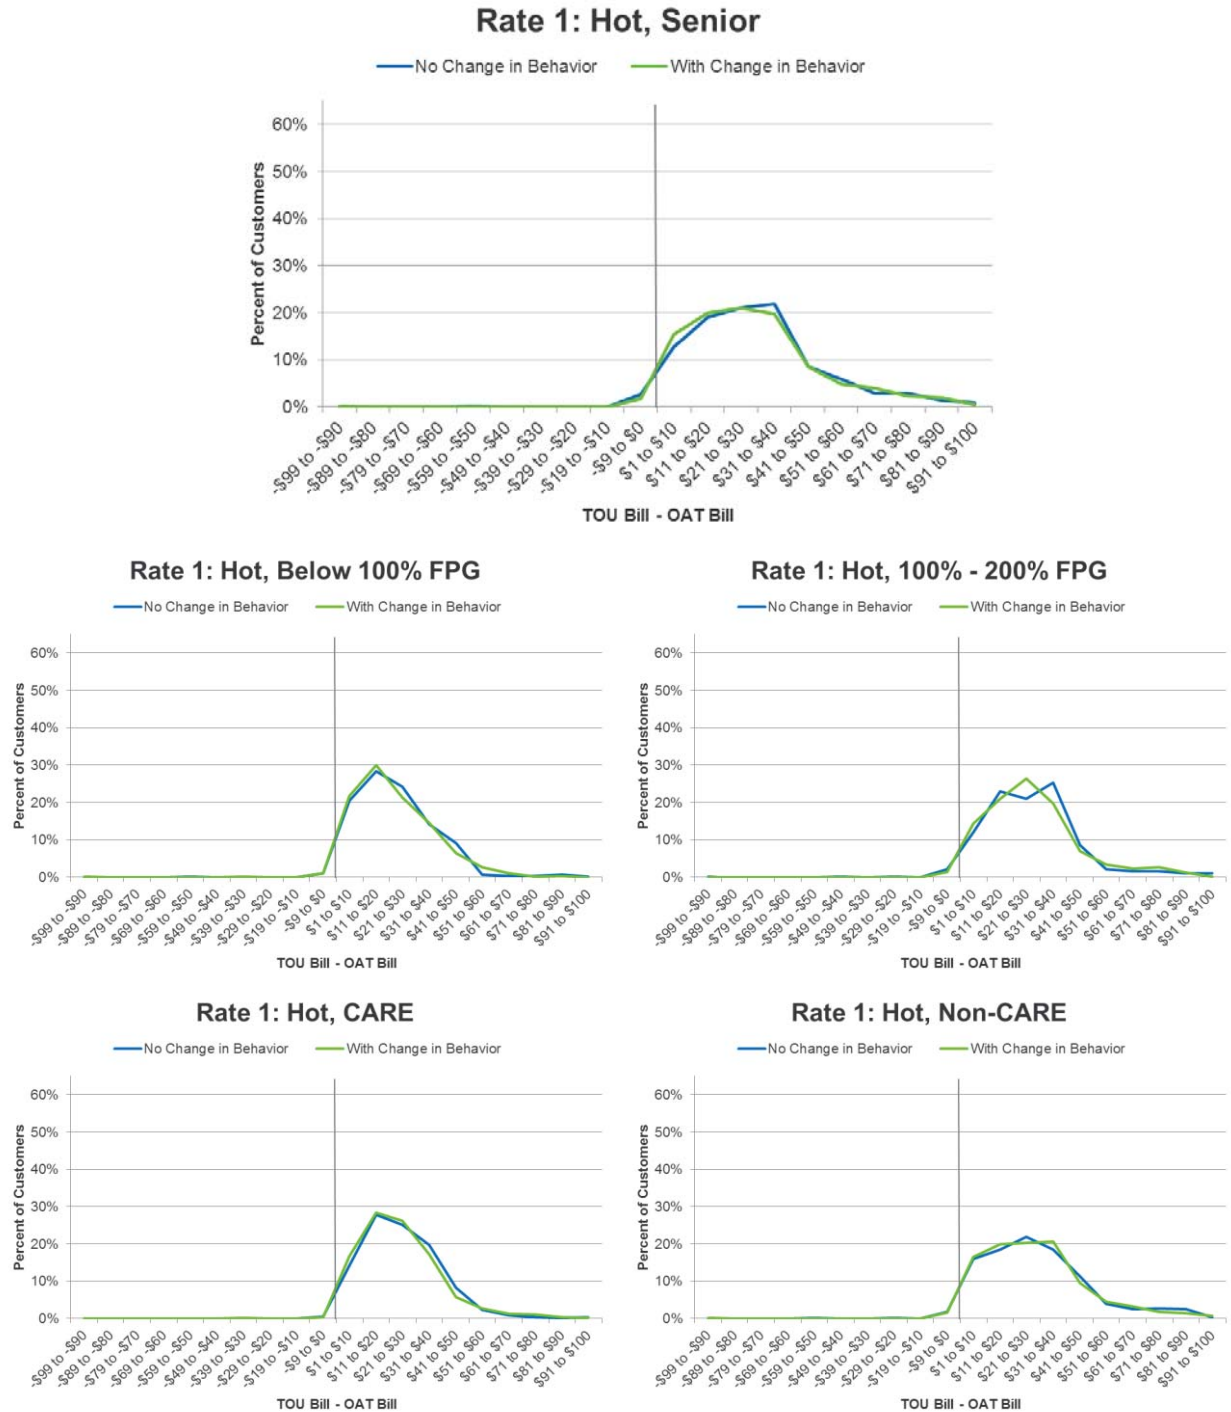 Rate 1: Hot, Senior
No Change in Behavior With Change in Behavior
60%
50%
40%
30%
20%
10%
0%
Percent of Customers
-$99 to -$90
-$89 to -$80
-$79 to -$70
-$69 to -$60
-$59 to -$50
-$49 to -$40
-$39 to -$30
-$29 to -$20
-$19 to -$10
-$9 to $0
$1 to $10
$11 to $20
$21 to $30
$31 to $40
$41 to $50
$51 to $60
$61 to $70
$71 to $80
$81 to $90
$91 to $100
TOU Bill - OAT Bill
Rate 1: Hot, Below 100% FPG
No Change in Behavior With Change in Behavior
60%
50%
40%
30%
20%
10%
0%
Percent of Customers
-$99 to -$90
-$89 to -$80
-$79 to -$70
-$69 to -$60
-$59 to -$50
-$49 to -$40
-$39 to -$30
-$29 to -$20
-$19 to -$10
-$9 to $0
$1 to $10
$11 to $20
$21 to $30
$31 to $40
$41 to $50
$51 to $60
$61 to $70
$71 to $80
$81 to $90
$91 to $100
TOU Bill - OAT Bill
Rate 1: Hot, 100% - 200% FPG
No Change in Behavior With Change in Behavior
60%
50%
40%
30%
20%
10%
0%
Percent of Customers
-$99 to -$90
-$89 to -$80
-$79 to -$70
-$69 to -$60
-$59 to -$50
-$49 to -$40
-$39 to -$30
-$29 to -$20
-$19 to -$10
-$9 to $0
$1 to $10
$11 to $20
$21 to $30
$31 to $40
$41 to $50
$51 to $60
$61 to $70
$71 to $80
$81 to $90
$91 to $100
TOU Bill - OAT Bill
Rate 1: Hot, CARE
No Change in Behavior With Change in Behavior
60%
50%
40%
30%
20%
10%
0%
Percent of Customers
-$99 to -$90
-$89 to -$80
-$79 to -$70
-$69 to -$60
-$59 to -$50
-$49 to -$40
-$39 to -$30
-$29 to -$20
-$19 to -$10
-$9 to $0
$1 to $10
$11 to $20
$21 to $30
$31 to $40
$41 to $50
$51 to $60
$61 to $70
$71 to $80
$81 to $90
$91 to $100
TOU Bill - OAT Bill
Rate 1: Hot, Non-CARE
No Change in Behavior With Change in Behavior
60%
50%
40%
30%
20%
10%
0%
Percent of Customers
-$99 to -$90
-$89 to -$80
-$79 to -$70
-$69 to -$60
-$59 to -$50
-$49 to -$40
-$39 to -$30
-$29 to -$20
-$19 to -$10
-$9 to $0
$1 to $10
$11 to $20
$21 to $30
$31 to $40
$41 to $50
$51 to $60
$61 to $70
$71 to $80
$81 to $90
$91 to $100
TOU Bill - OAT Bill